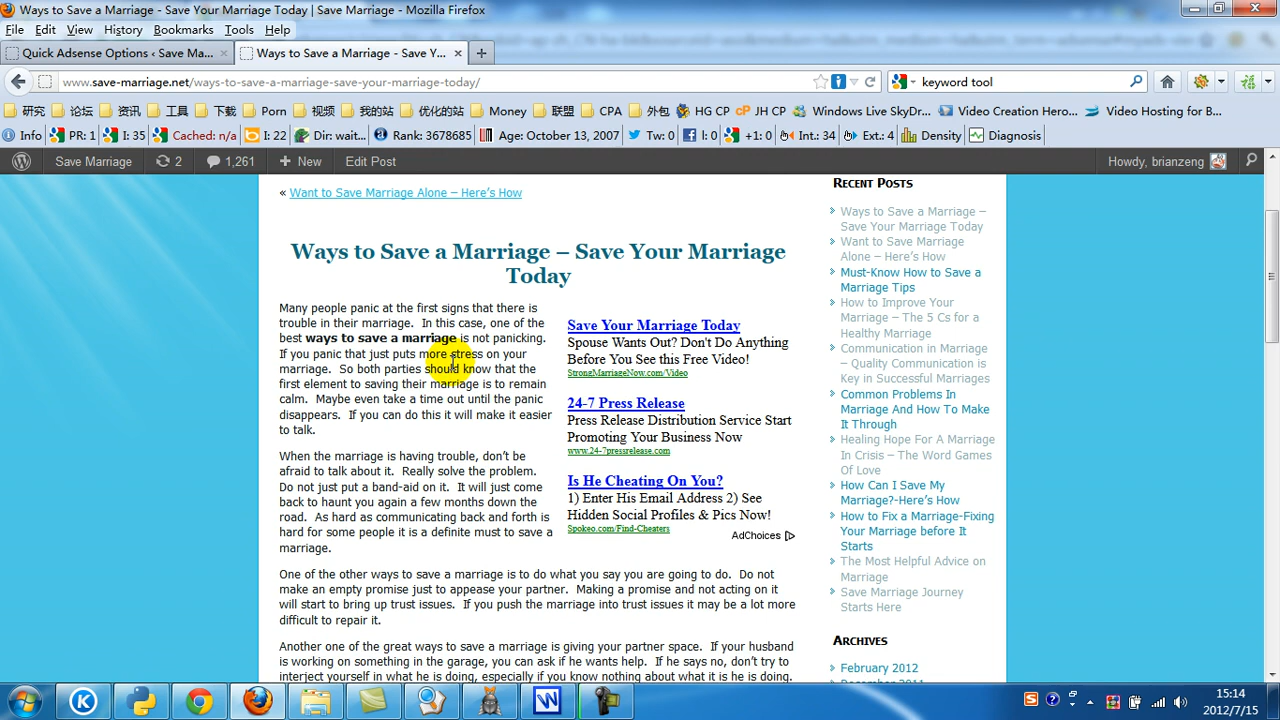 Ways to Save a Marriage - Save Your Marriage Today | Save Marriage - Mozilla Firefox
File Edit View History Bookmarks Tools Help
Quick Adsense Options ‹ Save Ma...
Ways to Save a Marriage - Save Y...
www.save-marriage.net/ways-to-save-a-marriage-save-your-marriage-today/
keyword tool
研究 论坛 资讯 工具 下载 Porn 视频 我的站 优化的站 Money 联盟 CPA 外包 HG CP JH CP Windows Live SkyDr... Video Creation Hero... Video Hosting for B...
Info PR: 1 I: 35 Cached: n/a I: 22 Dir: wait... Rank: 3678685 Age: October 13, 2007 Tw: 0 l: 0 +1: 0 Int.: 34 Ext.: 4 Density Diagnosis
Save Marriage 2 1,261 New Edit Post Howdy, brianzeng
« Want to Save Marriage Alone – Here's How
Ways to Save a Marriage – Save Your Marriage
Today
Many people panic at the first signs that there is
trouble in their marriage. In this case, one of the
best ways to save a marriage is not panicking.
If you panic that just puts more stress on your
marriage. So both parties should know that the
first element to saving their marriage is to remain
calm. Maybe even take a time out until the panic
disappears. If you can do this it will make it easier
to talk.
When the marriage is having trouble, don't be
afraid to talk about it. Really solve the problem.
Do not just put a band-aid on it. It will just come
back to haunt you again a few months down the
road. As hard as communicating back and forth is
hard for some people it is a definite must to save a
marriage.
Save Your Marriage Today
Spouse Wants Out? Don't Do Anything
Before You See this Free Video!
StrongMarriageNow.com/Video
24-7 Press Release
Press Release Distribution Service Start
Promoting Your Business Now
www.24-7pressrelease.com
Is He Cheating On You?
1) Enter His Email Address 2) See
Hidden Social Profiles & Pics Now!
Spokeo.com/Find-Cheaters
AdChoices
One of the other ways to save a marriage is to do what you say you are going to do. Do not
make an empty promise just to appease your partner. Making a promise and not acting on it
will start to bring up trust issues. If you push the marriage into trust issues it may be a lot more
difficult to repair it.
Another one of the great ways to save a marriage is giving your partner space. If your husband
is working on something in the garage, you can ask if he wants help. If he says no, don't try to
interject yourself in what he is doing, especially if you know nothing about what it is he is doing.
Recent Posts
Ways to Save a Marriage –
Save Your Marriage Today
Want to Save Marriage
Alone – Here's How
Must-Know How to Save a
Marriage Tips
How to Improve Your
Marriage – The 5 Cs for a
Healthy Marriage
Communication in Marriage
– Quality Communication is
Key in Successful Marriages
Common Problems In
Marriage And How To Make
It Through
Healing Hope For A Marriage
In Crisis – The Word Games
Of Love
How Can I Save My
Marriage?-Here's How
How to Fix a Marriage-Fixing
Your Marriage before It
Starts
The Most Helpful Advice on
Marriage
Save Marriage Journey
Starts Here
Archives
February 2012
15:14
2012/7/15